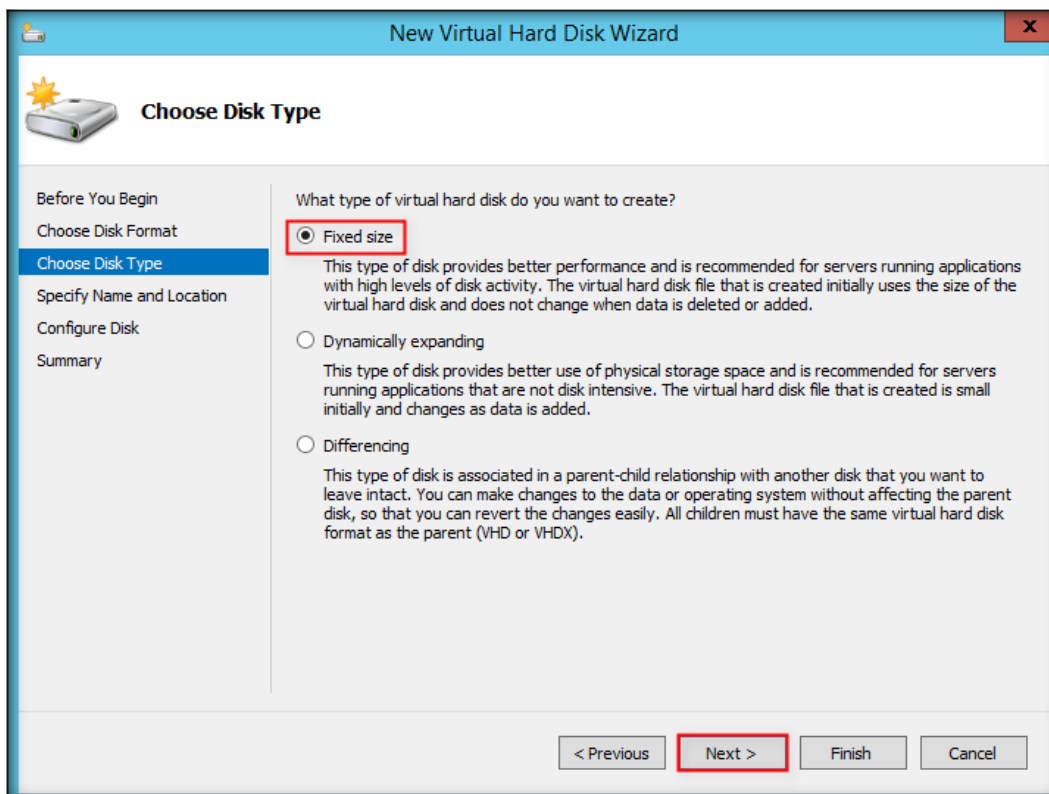 New Virtual Hard Disk Wizard
x
Choose Disk Type
Before You Begin
Choose Disk Format
Choose Disk Type
Specify Name and Location
Configure Disk
Summary
What type of virtual hard disk do you want to create?
Fixed size
This type of disk provides better performance and is recommended for servers running applications
with high levels of disk activity. The virtual hard disk file that is created initially uses the size of the
virtual hard disk and does not change when data is deleted or added.
Dynamically expanding
This type of disk provides better use of physical storage space and is recommended for servers
running applications that are not disk intensive. The virtual hard disk file that is created is small
initially and changes as data is added.
Differencing
This type of disk is associated in a parent-child relationship with another disk that you want to
leave intact. You can make changes to the data or operating system without affecting the parent
disk, so that you can revert the changes easily. All children must have the same virtual hard disk
format as the parent (VHD or VHDX).
< Previous
Next >
Finish
Cancel